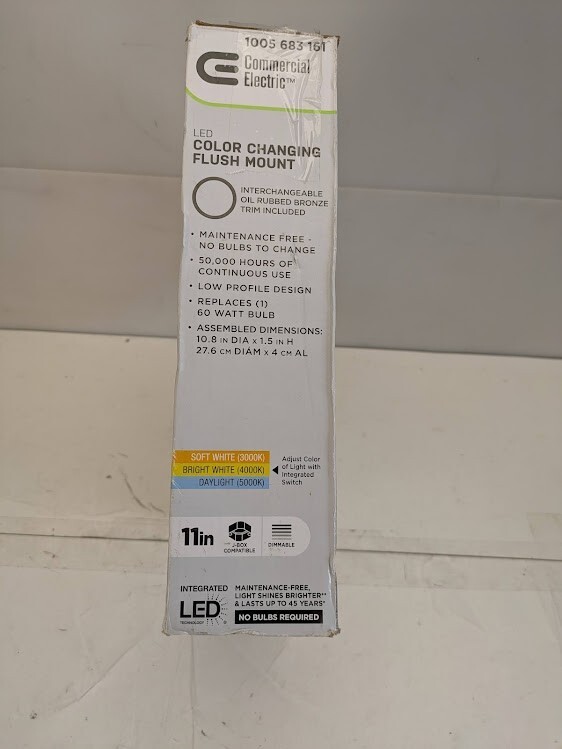 1005 683 161
Commercial
Electric™
LED
COLOR CHANGING
FLUSH MOUNT
INTERCHANGEABLE
OIL RUBBED BRONZE
TRIM INCLUDED
• MAINTENANCE FREE -
NO BULBS TO CHANGE
• 50,000 HOURS OF
CONTINUOUS USE
• LOW PROFILE DESIGN
• REPLACES (1)
60 WATT BULB
• ASSEMBLED DIMENSIONS:
10.8 IN DIA x 1.5 IN H
27.6 CM DIÁM x 4 CM AL
SOFT WHITE (3000K)
BRIGHT WHITE (4000K)
DAYLIGHT (5000K)
Adjust Color
of Light with
Integrated
Switch
11in
J-BOX
COMPATIBLE
DIMMABLE
INTEGRATED
LED
TECHNOLOGY
MAINTENANCE-FREE,
LIGHT SHINES BRIGHTER**
& LASTS UP TO 45 YEARS*
NO BULBS REQUIRED